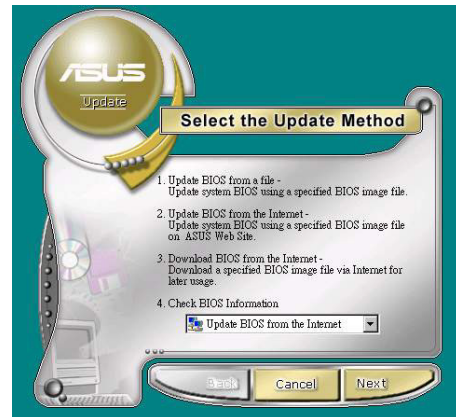 ASUS
Update
Select the Update Method
1. Update BIOS from a file -
Update system BIOS using a specified BIOS image file.
2. Update BIOS from the Internet -
Update system BIOS using a specified BIOS image file
on ASUS Web Site.
3. Download BIOS from the Internet -
Download a specified BIOS image file via Internet for
later usage.
4. Check BIOS Information
Update BIOS from the Internet
Back Cancel Next